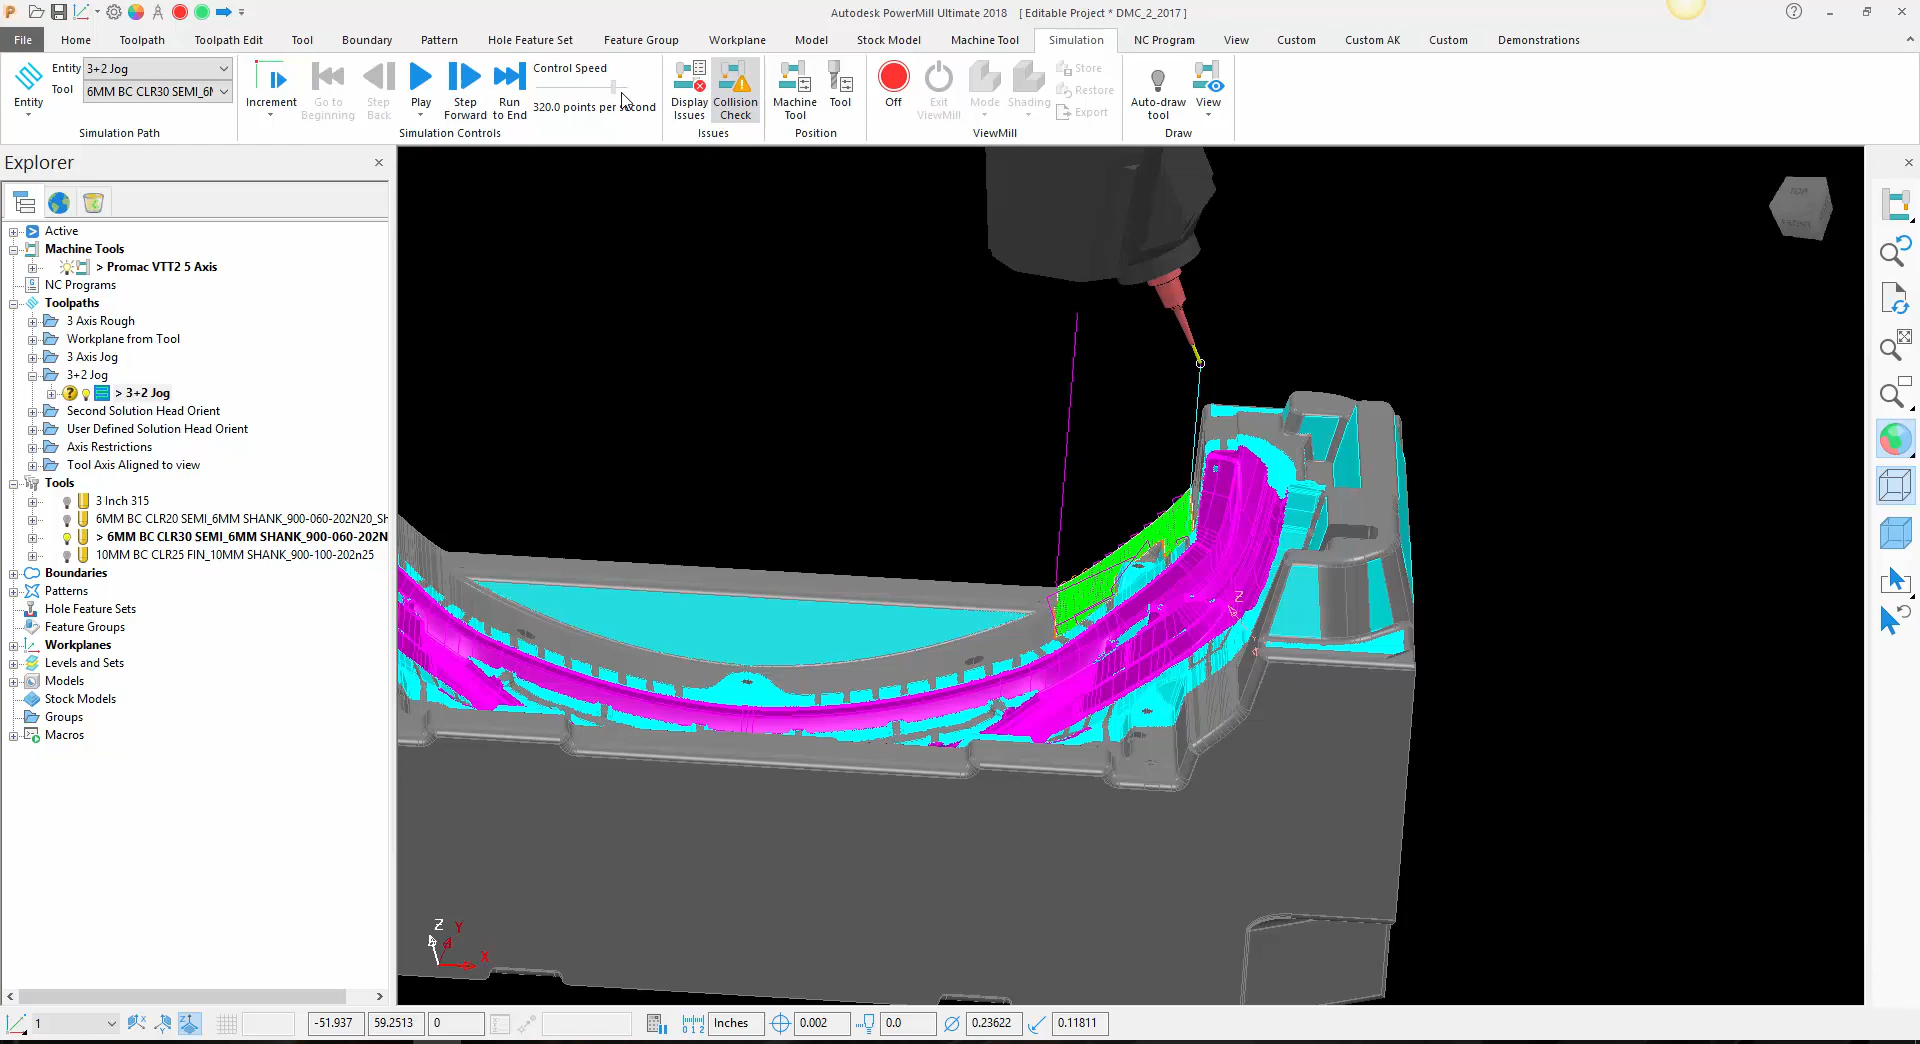 Autodesk PowerMill Ultimate 2018 [ Editable Project * DMC_2_2017 ]
File Home Toolpath Toolpath Edit Tool Boundary Pattern Hole Feature Set Feature Group Workplane Model Stock Model Machine Tool Simulation NC Program View Custom Custom AK Custom Demonstrations
Entity 3+2 Jog
Tool 6MM BC CLR30 SEMI_6M
Entity
Simulation Path
Increment
Go to Beginning
Step Back
Play
Step Forward
Run to End
Control Speed
320.0 points per second
Simulation Controls
Display Issues
Collision Check
Issues
Machine Tool
Tool
Position
Off
Exit ViewMill
Mode
Shading
Store
Restore
Export
ViewMill
Auto-draw tool
View
Draw
Explorer
Active
Machine Tools
> Promac VTT2 5 Axis
NC Programs
Toolpaths
3 Axis Rough
Workplane from Tool
3 Axis Jog
3+2 Jog
> 3+2 Jog
Second Solution Head Orient
User Defined Solution Head Orient
Axis Restrictions
Tool Axis Aligned to view
Tools
3 Inch 315
6MM BC CLR20 SEMI_6MM SHANK_900-060-202N20_SH
> 6MM BC CLR30 SEMI_6MM SHANK_900-060-202N
10MM BC CLR25 FIN_10MM SHANK_900-100-202n25
Boundaries
Patterns
Hole Feature Sets
Feature Groups
Workplanes
Levels and Sets
Models
Stock Models
Groups
Macros
TOP
Z
Z
Y
X
1
-51.937 59.2513 0 Inches 0.002 0.0 0.23622 0.11811